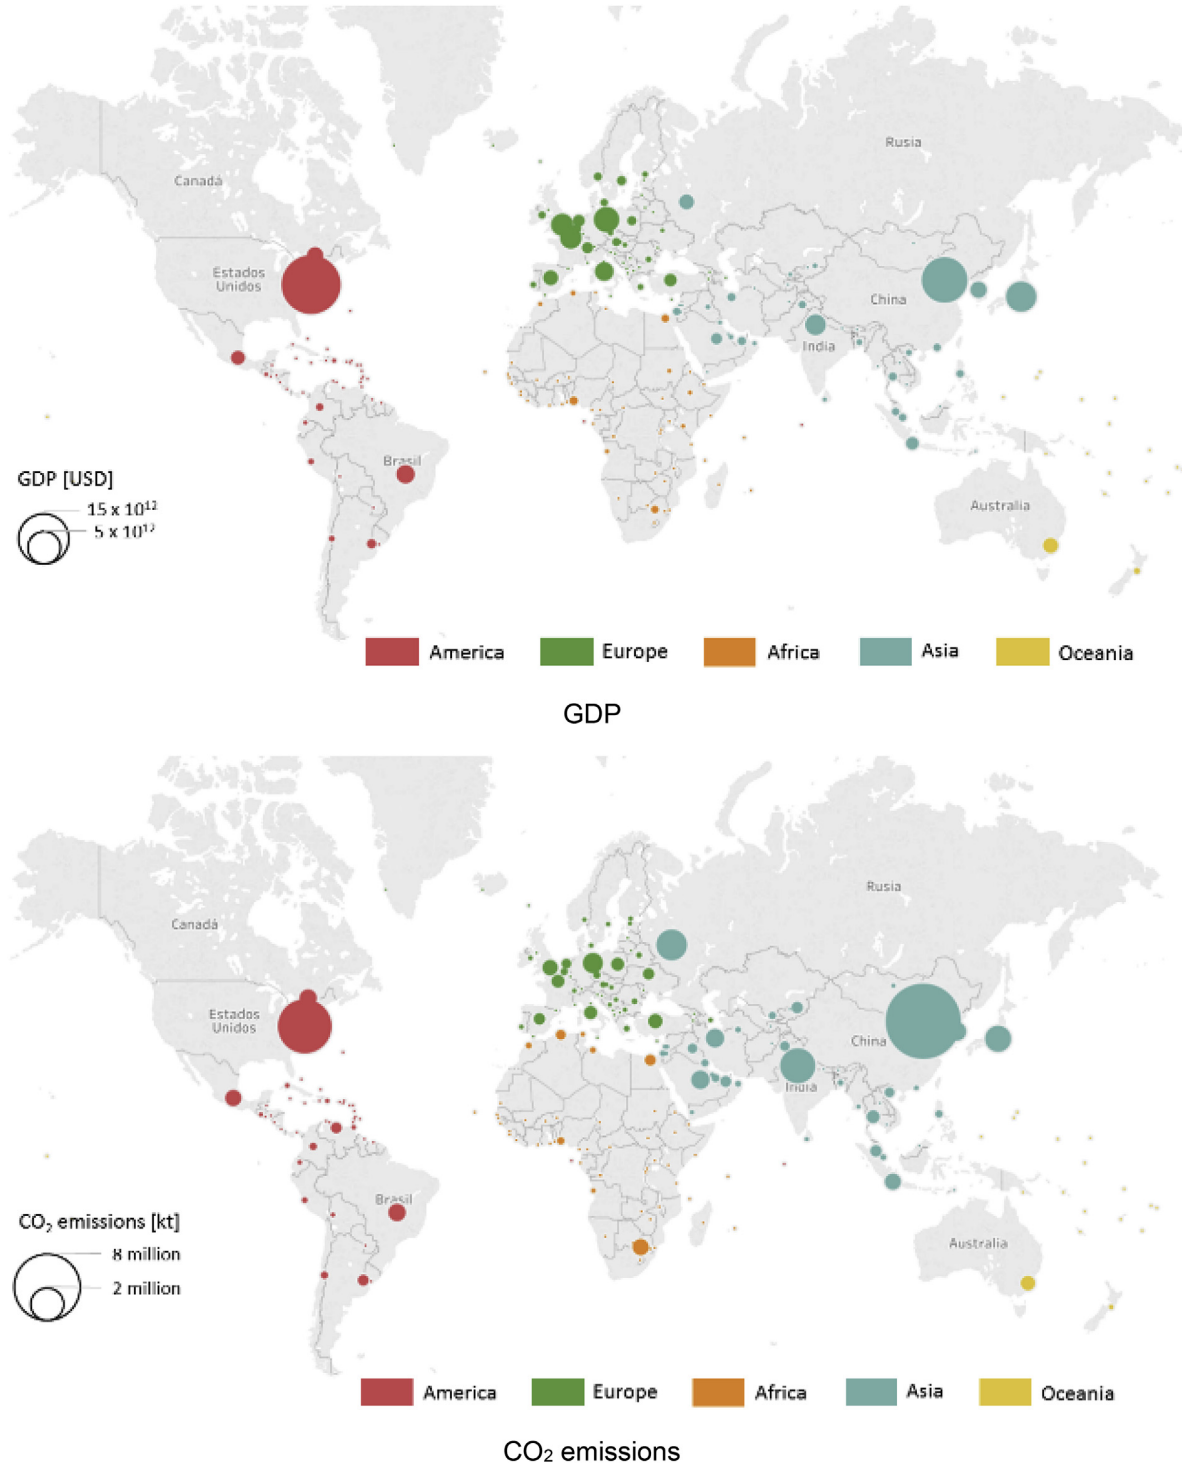 Rusia
Canadá
Estados
Unidos
China
India
Brasil
GDP [USD]
15 x 10¹²
5 x 10¹²
Australia
America
Europe
Africa
Asia
Oceania
GDP
Rusia
Canadá
Estados
Unidos
China
India
Brasil
CO₂ emissions [kt]
8 million
2 million
Australia
America
Europe
Africa
Asia
Oceania
CO₂ emissions